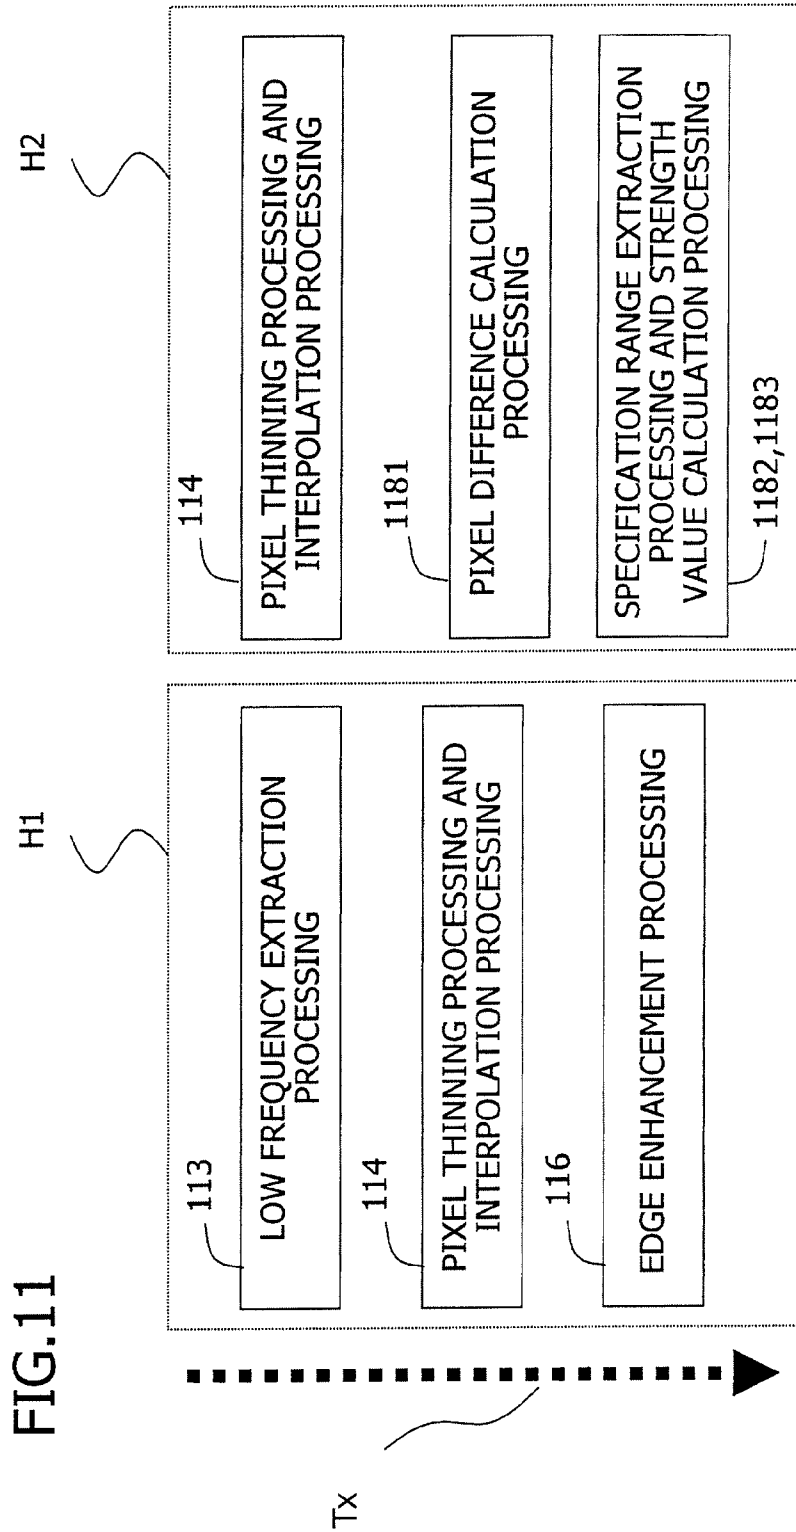 FIG.11
Tx
H1
113
LOW FREQUENCY EXTRACTION
PROCESSING
114
PIXEL THINNING PROCESSING AND
INTERPOLATION PROCESSING
116
EDGE ENHANCEMENT PROCESSING
H2
114
PIXEL THINNING PROCESSING AND
INTERPOLATION PROCESSING
1181
PIXEL DIFFERENCE CALCULATION
PROCESSING
SPECIFICATION RANGE EXTRACTION
PROCESSING AND STRENGTH
VALUE CALCULATION PROCESSING
1182,1183